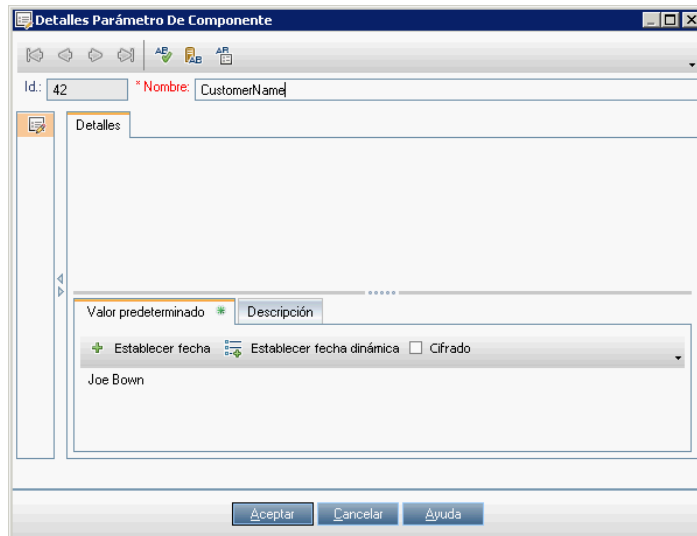 Detalles Parámetro De Componente
Id.: 42 * Nombre: CustomerName
Detalles
Valor predeterminado * Descripción
Establecer fecha Establecer fecha dinámica Cifrado
Joe Bown
Aceptar Cancelar Ayuda